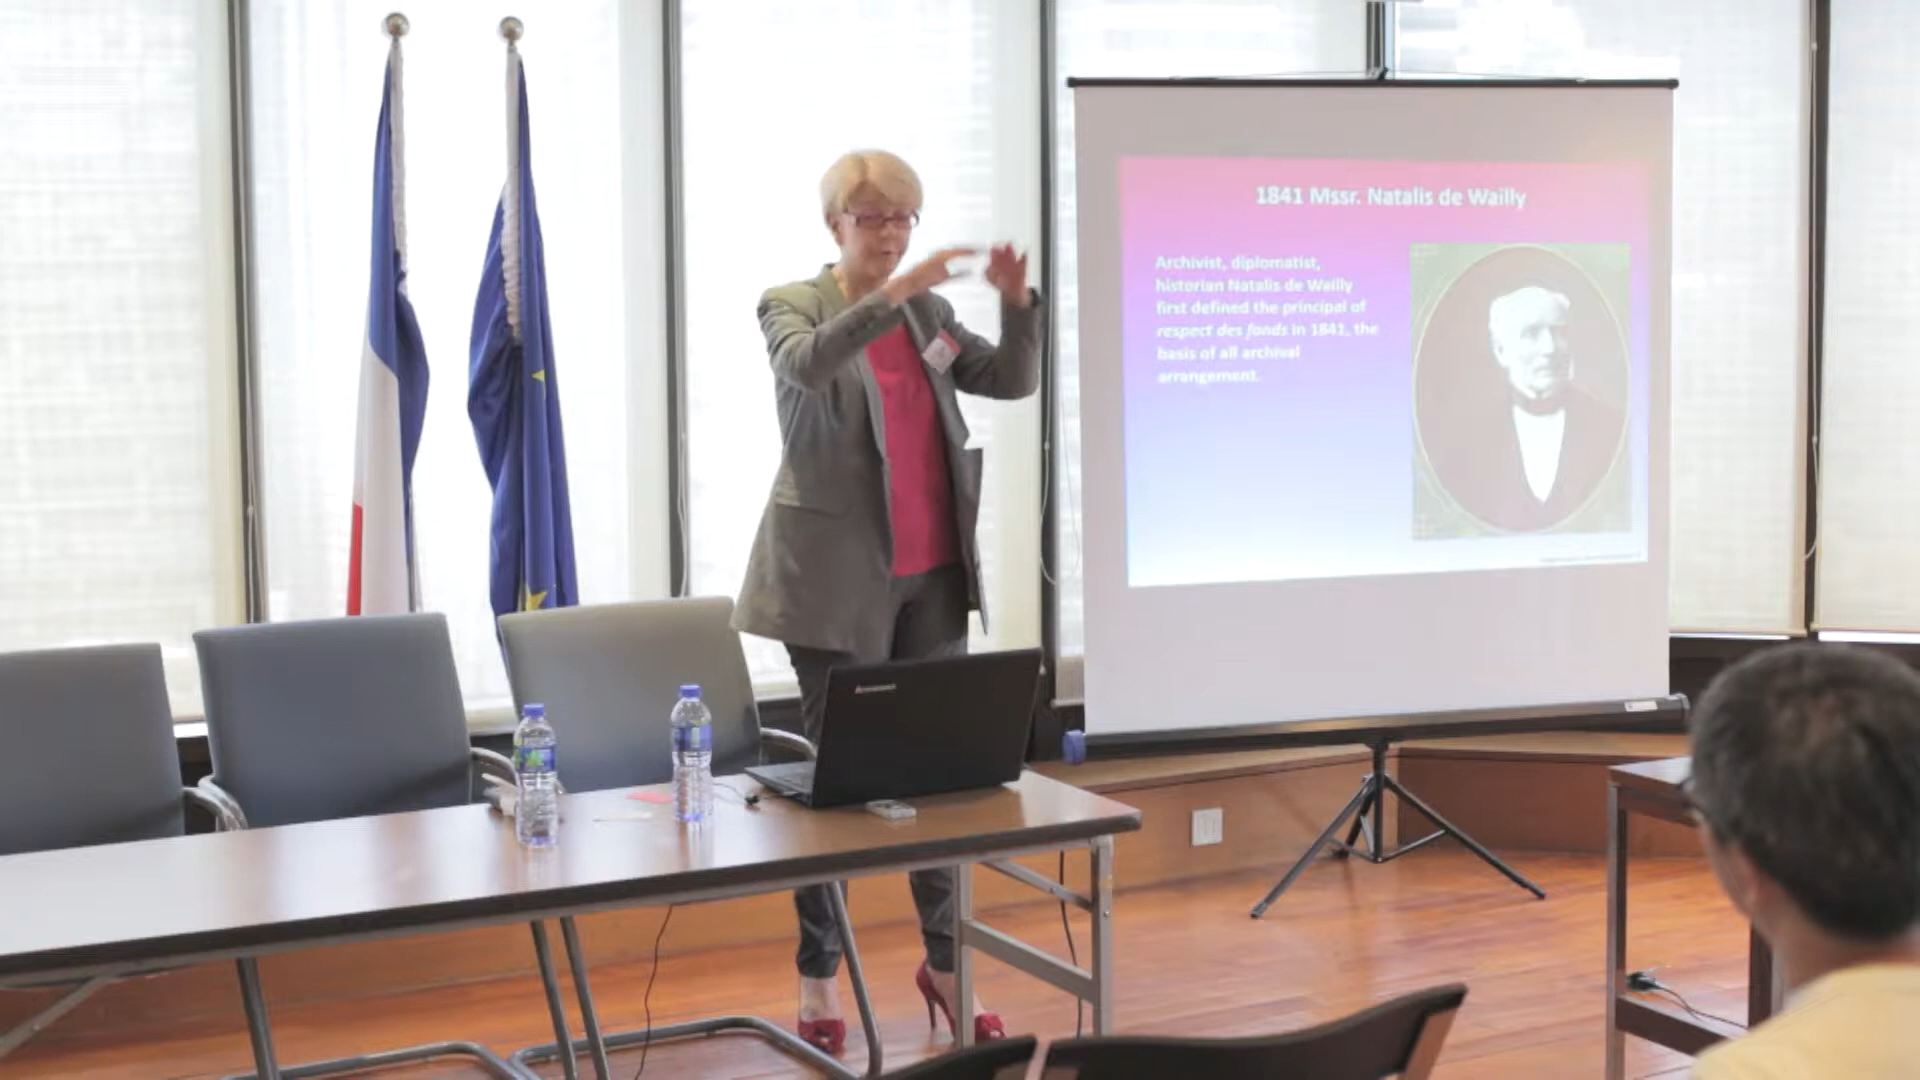 1841 Mssr. Natalis de Wailly
Archivist, diplomatist,
historian Natalis de Wailly
first defined the principal of
respect des fonds in 1841, the
basis of all archival
arrangement.